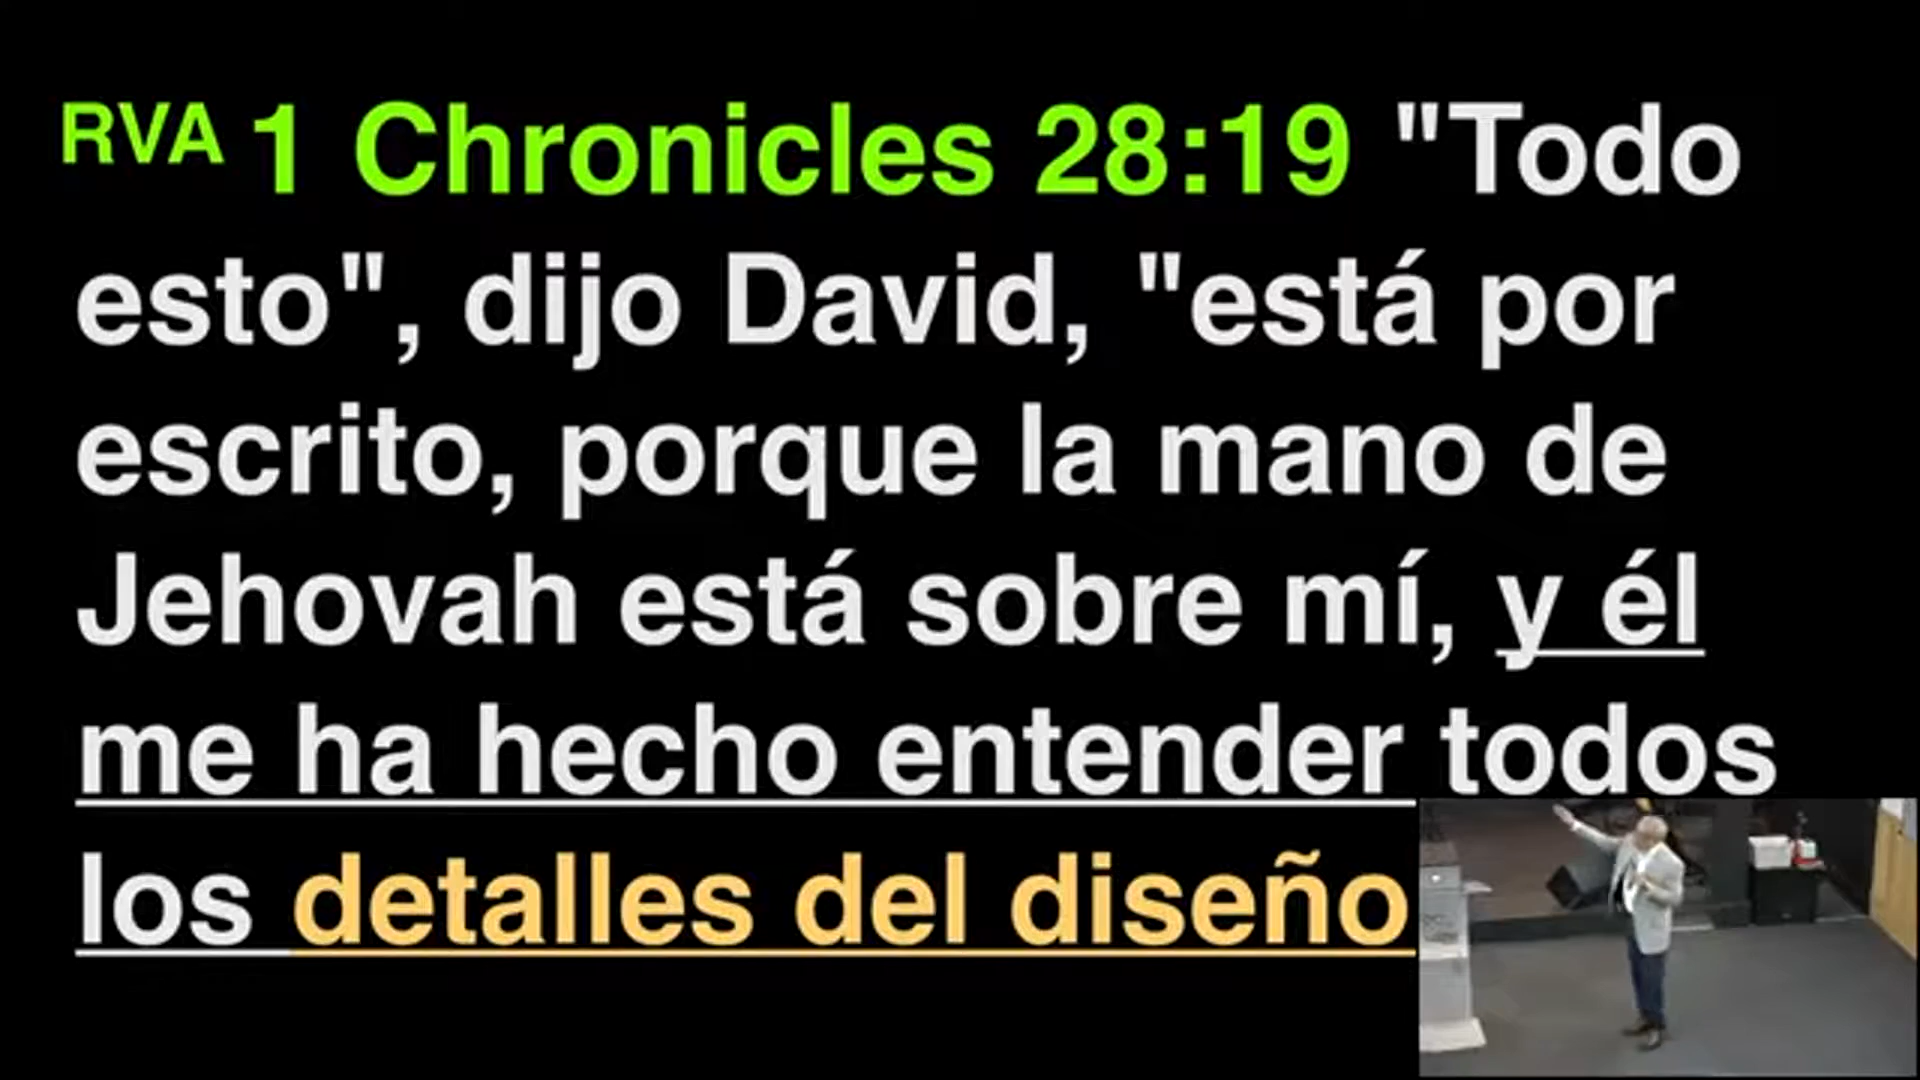 RVA 1 Chronicles 28:19 "Todo
esto", dijo David, "está por
escrito, porque la mano de
Jehovah está sobre mí, y él
me ha hecho entender todos
los detalles del diseño